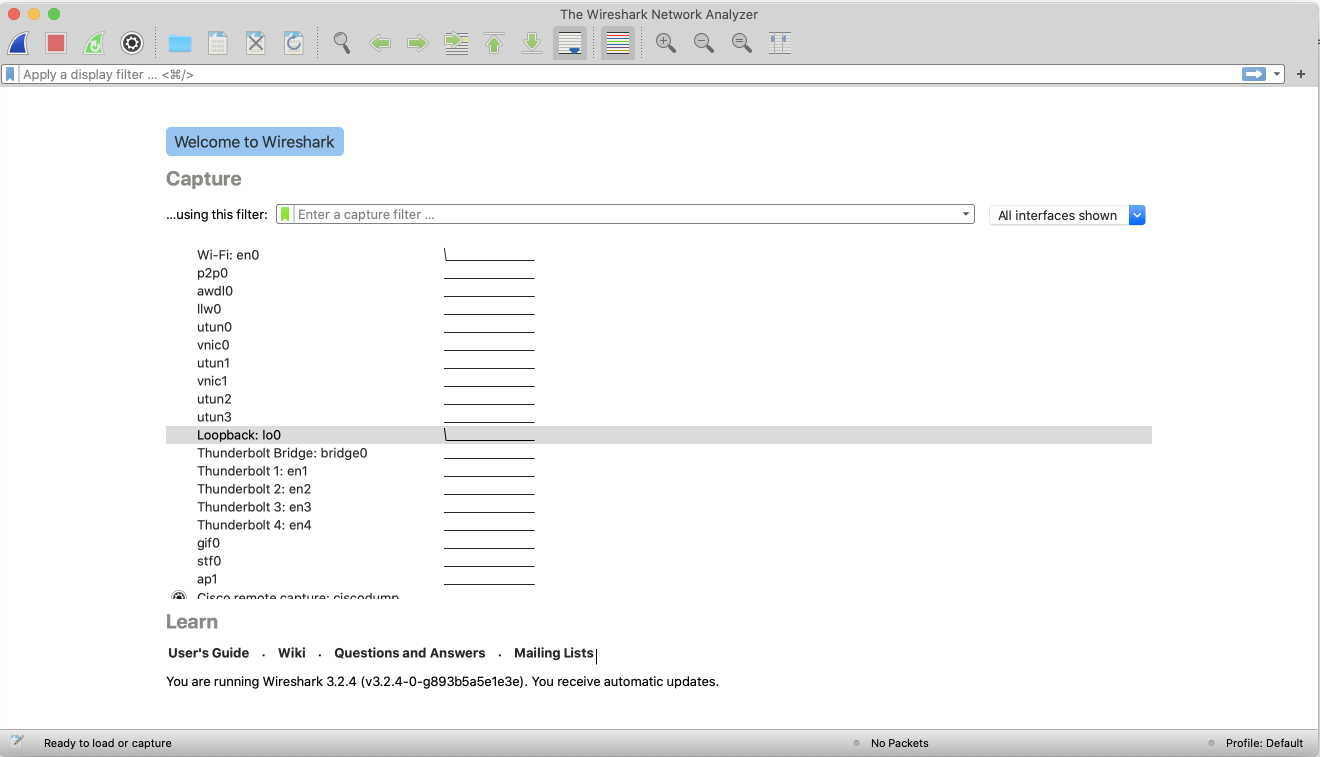 The Wireshark Network Analyzer
Apply a display filter ... <⌘/>
+
Welcome to Wireshark
Capture
...using this filter: Enter a capture filter ... All interfaces shown
Wi-Fi: en0
p2p0
awdl0
llw0
utun0
vnic0
utun1
vnic1
utun2
utun3
Loopback: lo0
Thunderbolt Bridge: bridge0
Thunderbolt 1: en1
Thunderbolt 2: en2
Thunderbolt 3: en3
Thunderbolt 4: en4
gif0
stf0
ap1
Cisco remote capture: ciscodump
Learn
User's Guide · Wiki · Questions and Answers · Mailing Lists
You are running Wireshark 3.2.4 (v3.2.4-0-g893b5a5e1e3e). You receive automatic updates.
Ready to load or capture No Packets Profile: Default